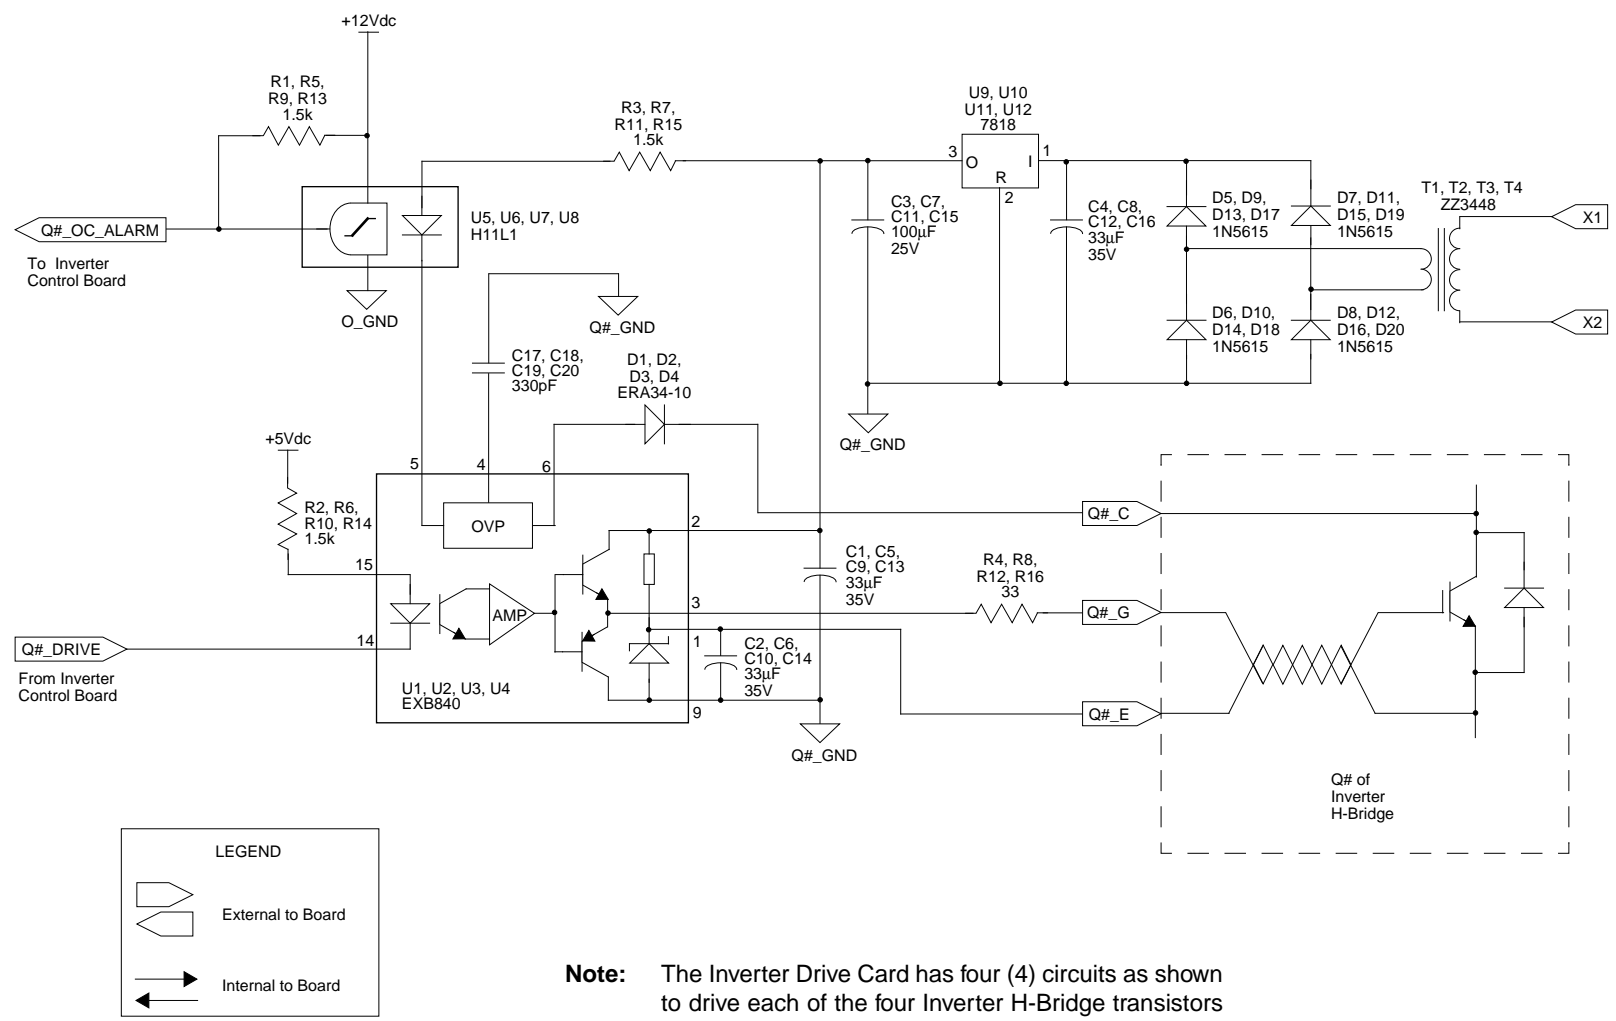 +12Vdc
R1, R5,
R9, R13
1.5k
Q#_OC_ALARM
To Inverter
Control Board
O_GND
U5, U6, U7, U8
H11L1
R3, R7,
R11, R15
1.5k
U9, U10
U11, U12
7818
3
O
I
1
R
2
C3, C7,
C11, C15
100µF
25V
C4, C8,
C12, C16
33µF
35V
D5, D9,
D13, D17
1N5615
D7, D11,
D15, D19
1N5615
T1, T2, T3, T4
ZZ3448
X1
X2
D6, D10,
D14, D18
1N5615
D8, D12,
D16, D20
1N5615
Q#_GND
Q#_GND
C17, C18,
C19, C20
330pF
D1, D2,
D3, D4
ERA34-10
+5Vdc
R2, R6,
R10, R14
1.5k
5
4
6
OVP
2
15
AMP
3
14
1
9
U1, U2, U3, U4
EXB840
Q#_DRIVE
From Inverter
Control Board
C1, C5,
C9, C13
33µF
35V
C2, C6,
C10, C14
33µF
35V
Q#_GND
R4, R8,
R12, R16
33
Q#_C
Q#_G
Q#_E
Q# of
Inverter
H-Bridge
LEGEND
External to Board
Internal to Board
Note: The Inverter Drive Card has four (4) circuits as shown
to drive each of the four Inverter H-Bridge transistors